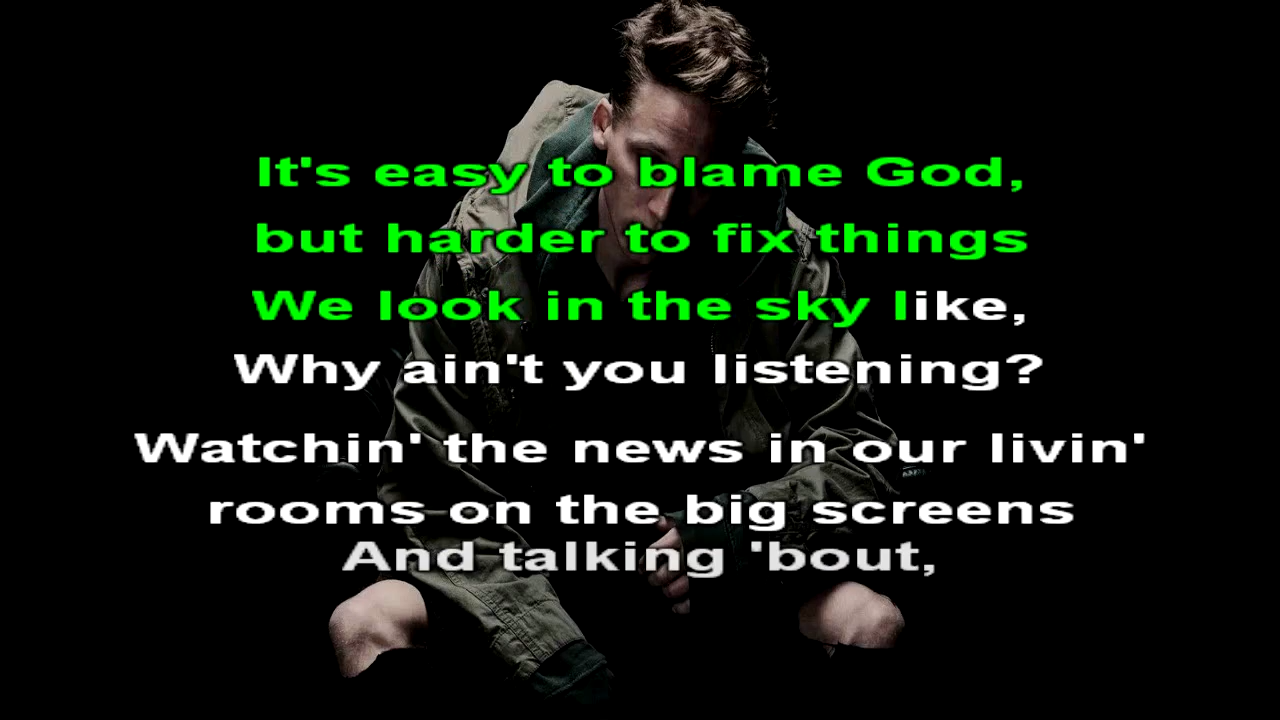 It's easy to blame God,
but harder to fix things
We look in the sky like,
Why ain't you listening?
Watchin' the news in our livin'
rooms on the big screens
And talking 'bout,